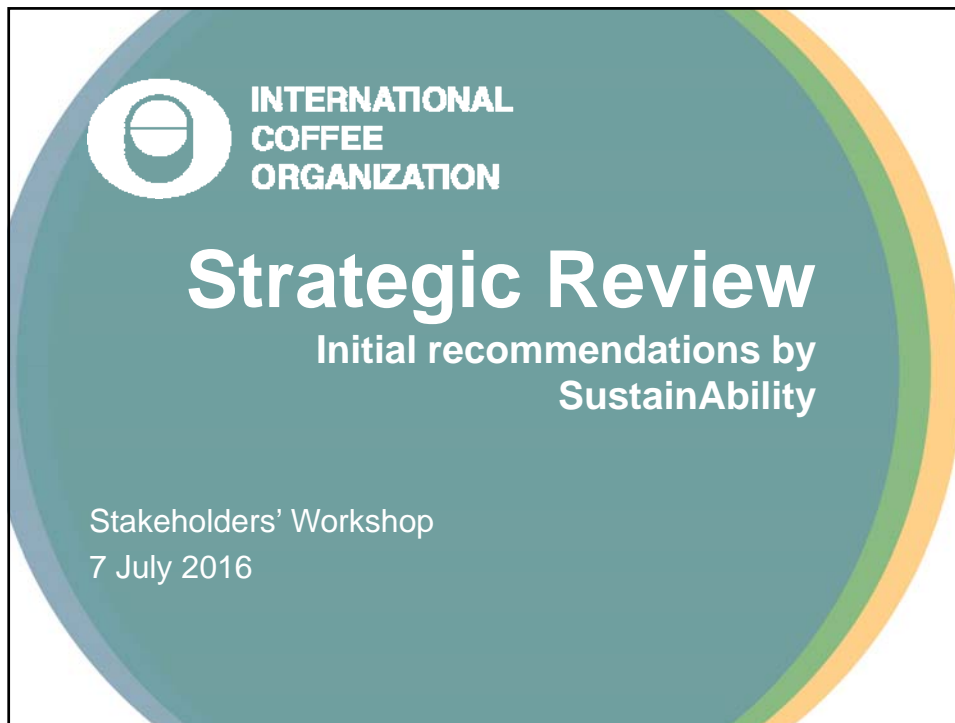 INTERNATIONAL
COFFEE
ORGANIZATION
Strategic Review
Initial recommendations by
SustainAbility
Stakeholders' Workshop
7 July 2016